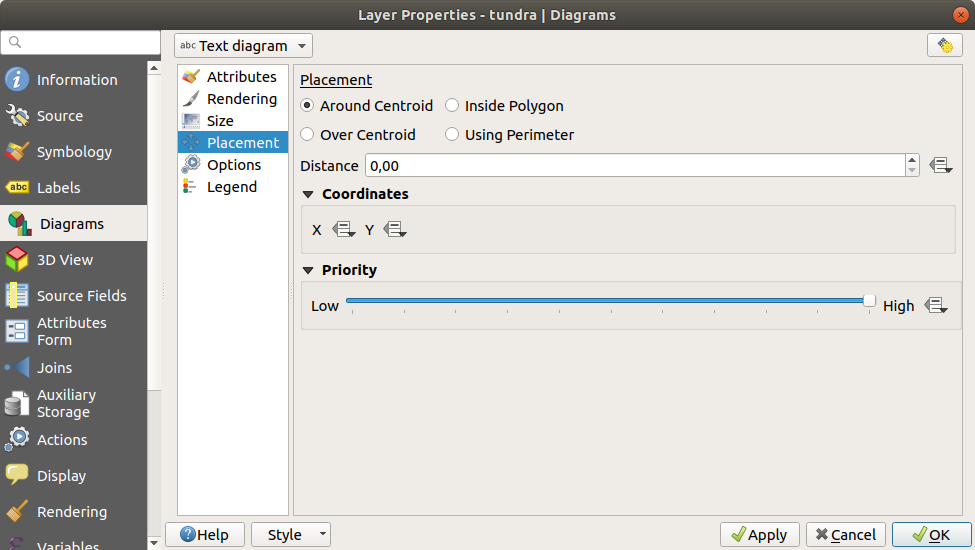 Layer Properties - tundra | Diagrams
abc Text diagram
Information
Source
Symbology
abc Labels
Diagrams
3D View
Source Fields
Attributes
Form
Joins
Auxiliary
Storage
Actions
Display
Rendering
Variables
Attributes
Rendering
Size
Placement
Options
Legend
Placement
Around Centroid Inside Polygon
Over Centroid Using Perimeter
Distance 0,00
Coordinates
X Y
Priority
Low High
Help Style Apply Cancel OK